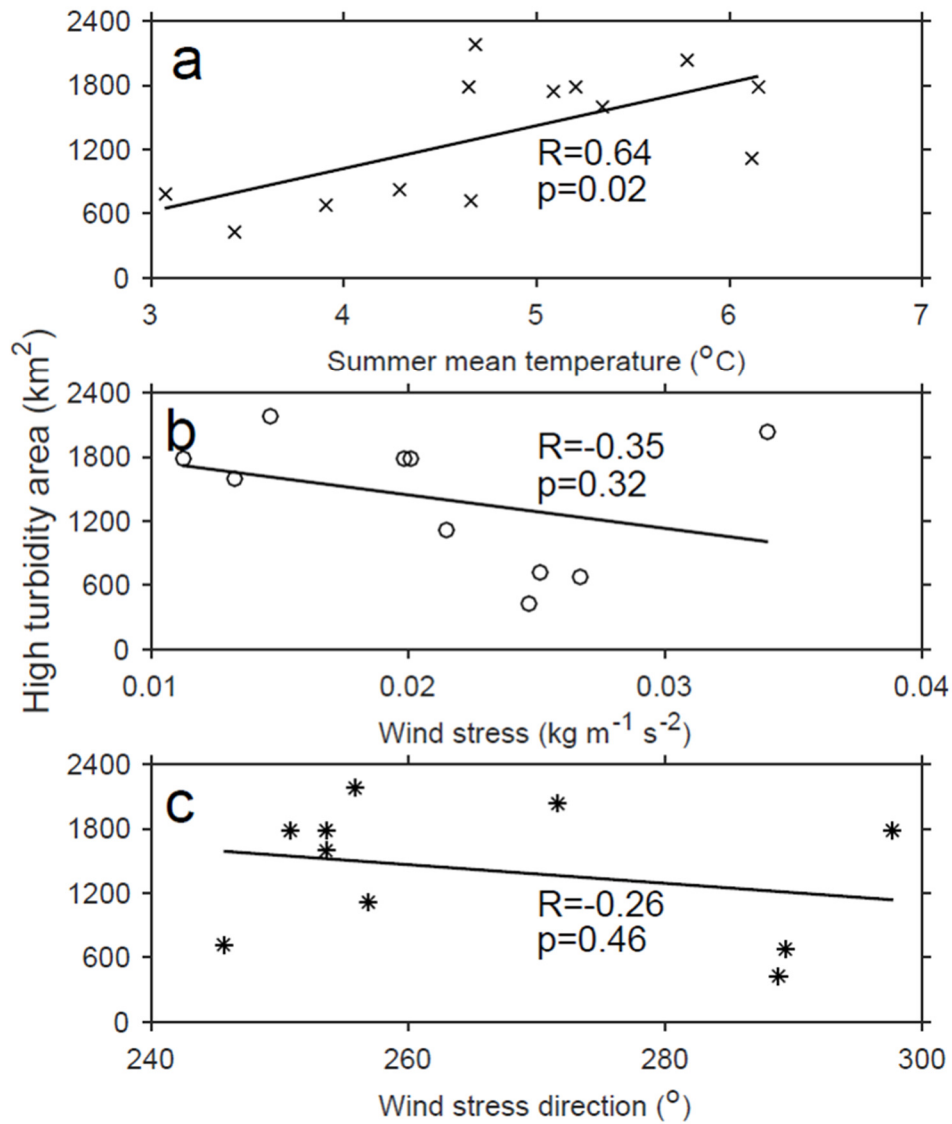 High turbidity area (km²)
a
2400
1800
1200
600
0
R=0.64
p=0.02
3 4 5 6 7
Summer mean temperature (°C)
b
2400
1800
1200
600
0
R=-0.35
p=0.32
0.01 0.02 0.03 0.04
Wind stress (kg m⁻¹ s⁻²)
c
2400
1800
1200
600
0
R=-0.26
p=0.46
240 260 280 300
Wind stress direction (°)